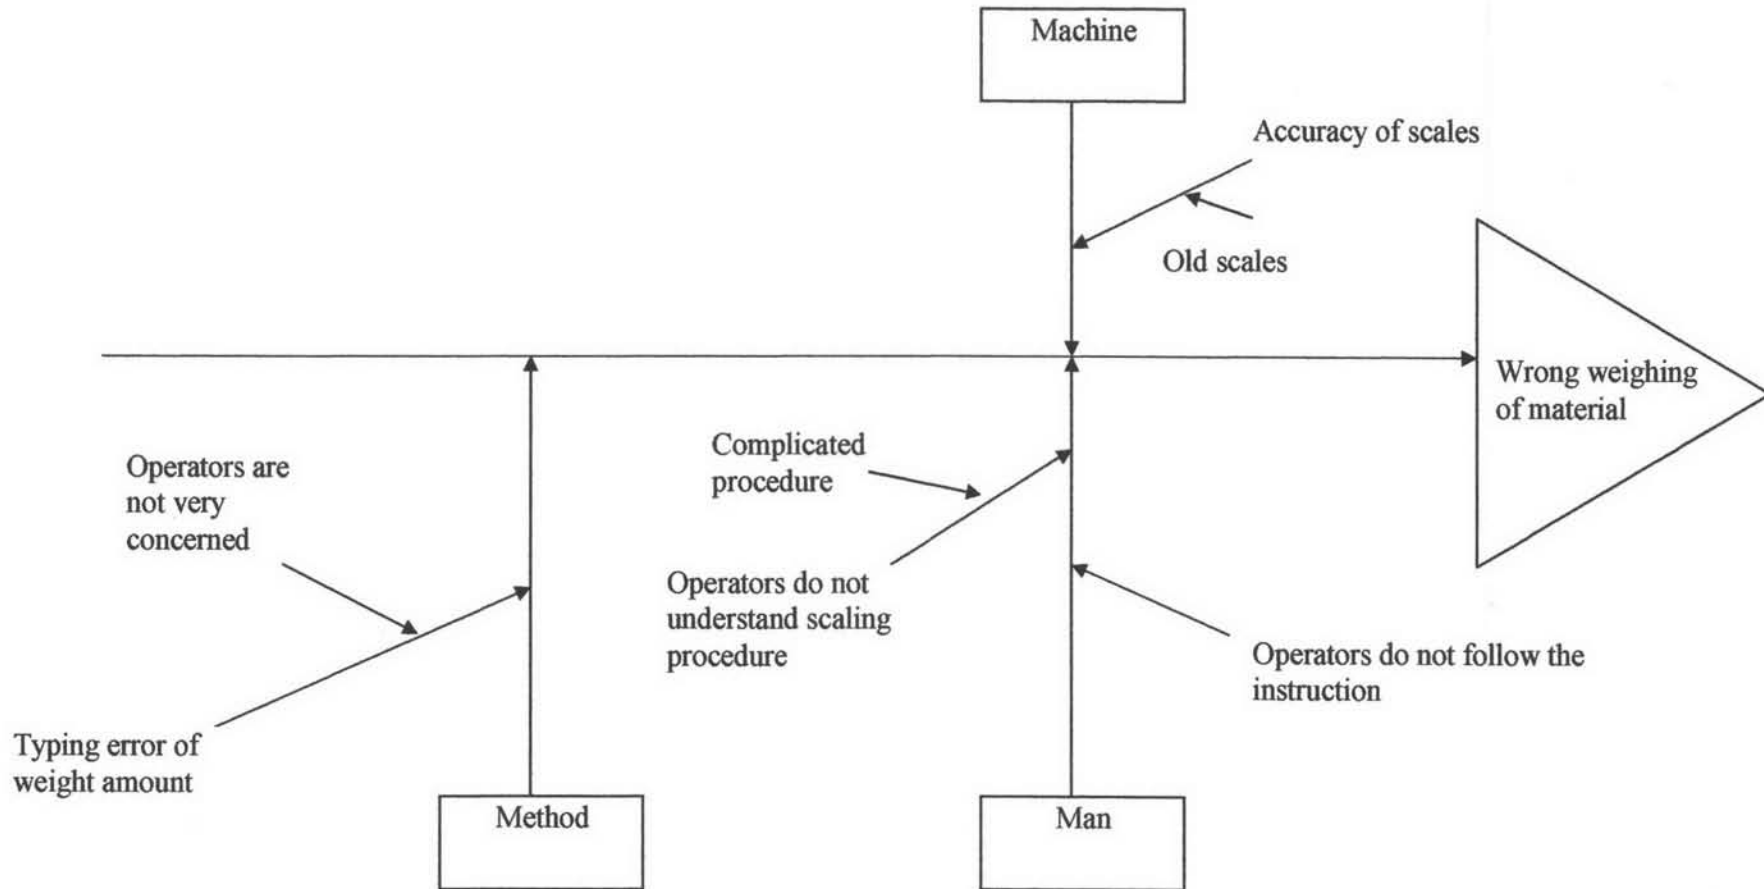 Machine
Accuracy of scales
Old scales
Wrong weighing
of material
Complicated
procedure
Operators are
not very
concerned
Operators do not
understand scaling
procedure
Operators do not follow the
instruction
Typing error of
weight amount
Method
Man